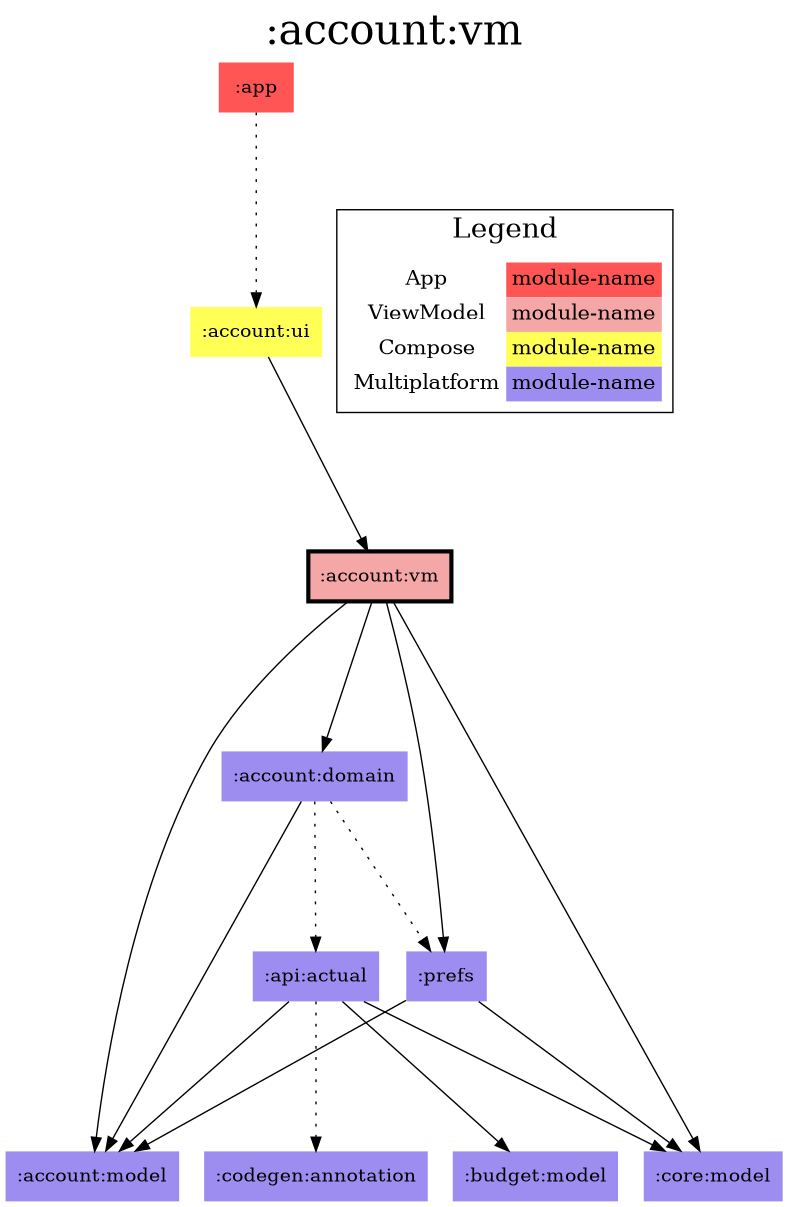 :account:vm
:app
Legend
App module-name
ViewModel module-name
Compose module-name
Multiplatform module-name
:account:ui
:account:vm
:account:domain
:api:actual
:prefs
:account:model
:codegen:annotation
:budget:model
:core:model